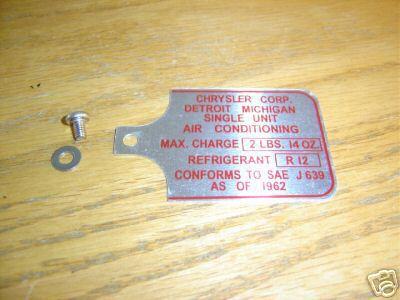 CHRYSLER CORP.
DETROIT MICHIGAN
SINGLE UNIT
AIR CONDITIONING
MAX. CHARGE 2 LBS. 14 OZ.
REFRIGERANT R 12
CONFORMS TO SAE J 639
AS OF 1962